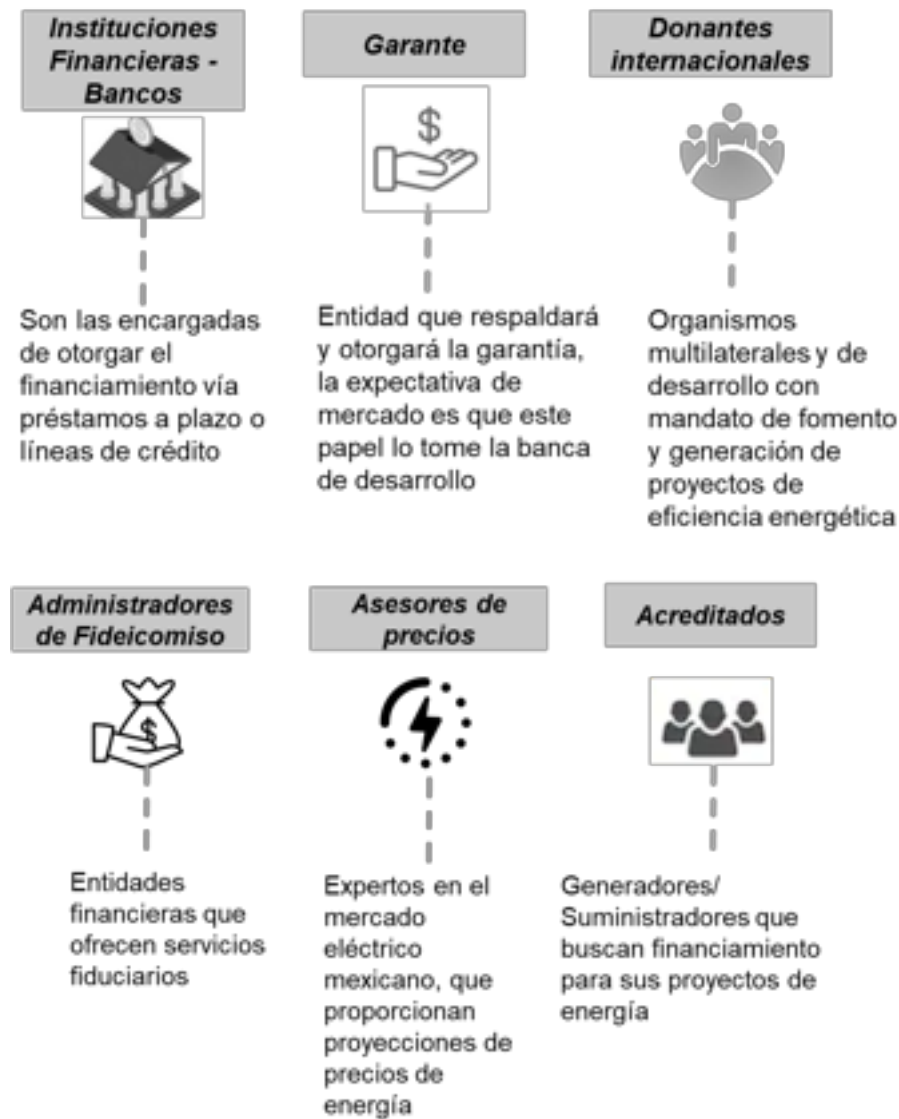 Instituciones
Financieras -
Bancos
Son las encargadas
de otorgar el
financiamiento vía
préstamos a plazo o
líneas de crédito
Garante
$
Entidad que respaldará
y otorgará la garantía,
la expectativa de
mercado es que este
papel lo tome la banca
de desarrollo
Donantes
internacionales
Organismos
multilaterales y de
desarrollo con
mandato de fomento
y generación de
proyectos de
eficiencia energética
Administradores
de Fideicomiso
$
Entidades
financieras que
ofrecen servicios
fiduciarios
Asesores de
precios
Expertos en el
mercado
eléctrico
mexicano, que
proporcionan
proyecciones de
precios de
energía
Acreditados
Generadores/
Suministradores que
buscan financiamiento
para sus proyectos de
energía